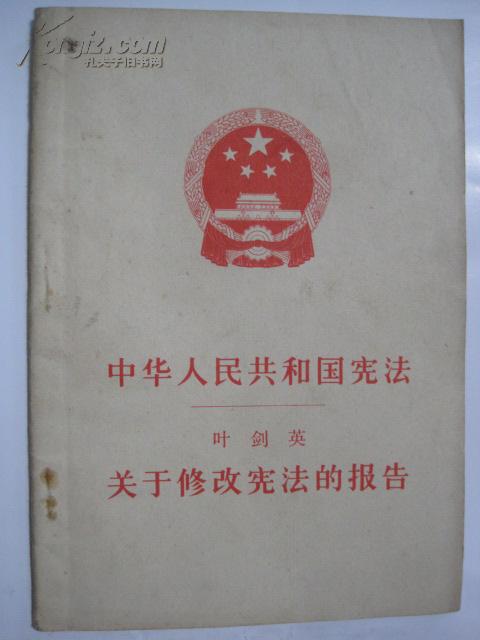 Kongfz.com
孔夫子旧书网
中华人民共和国宪法
叶剑英
关于修改宪法的报告